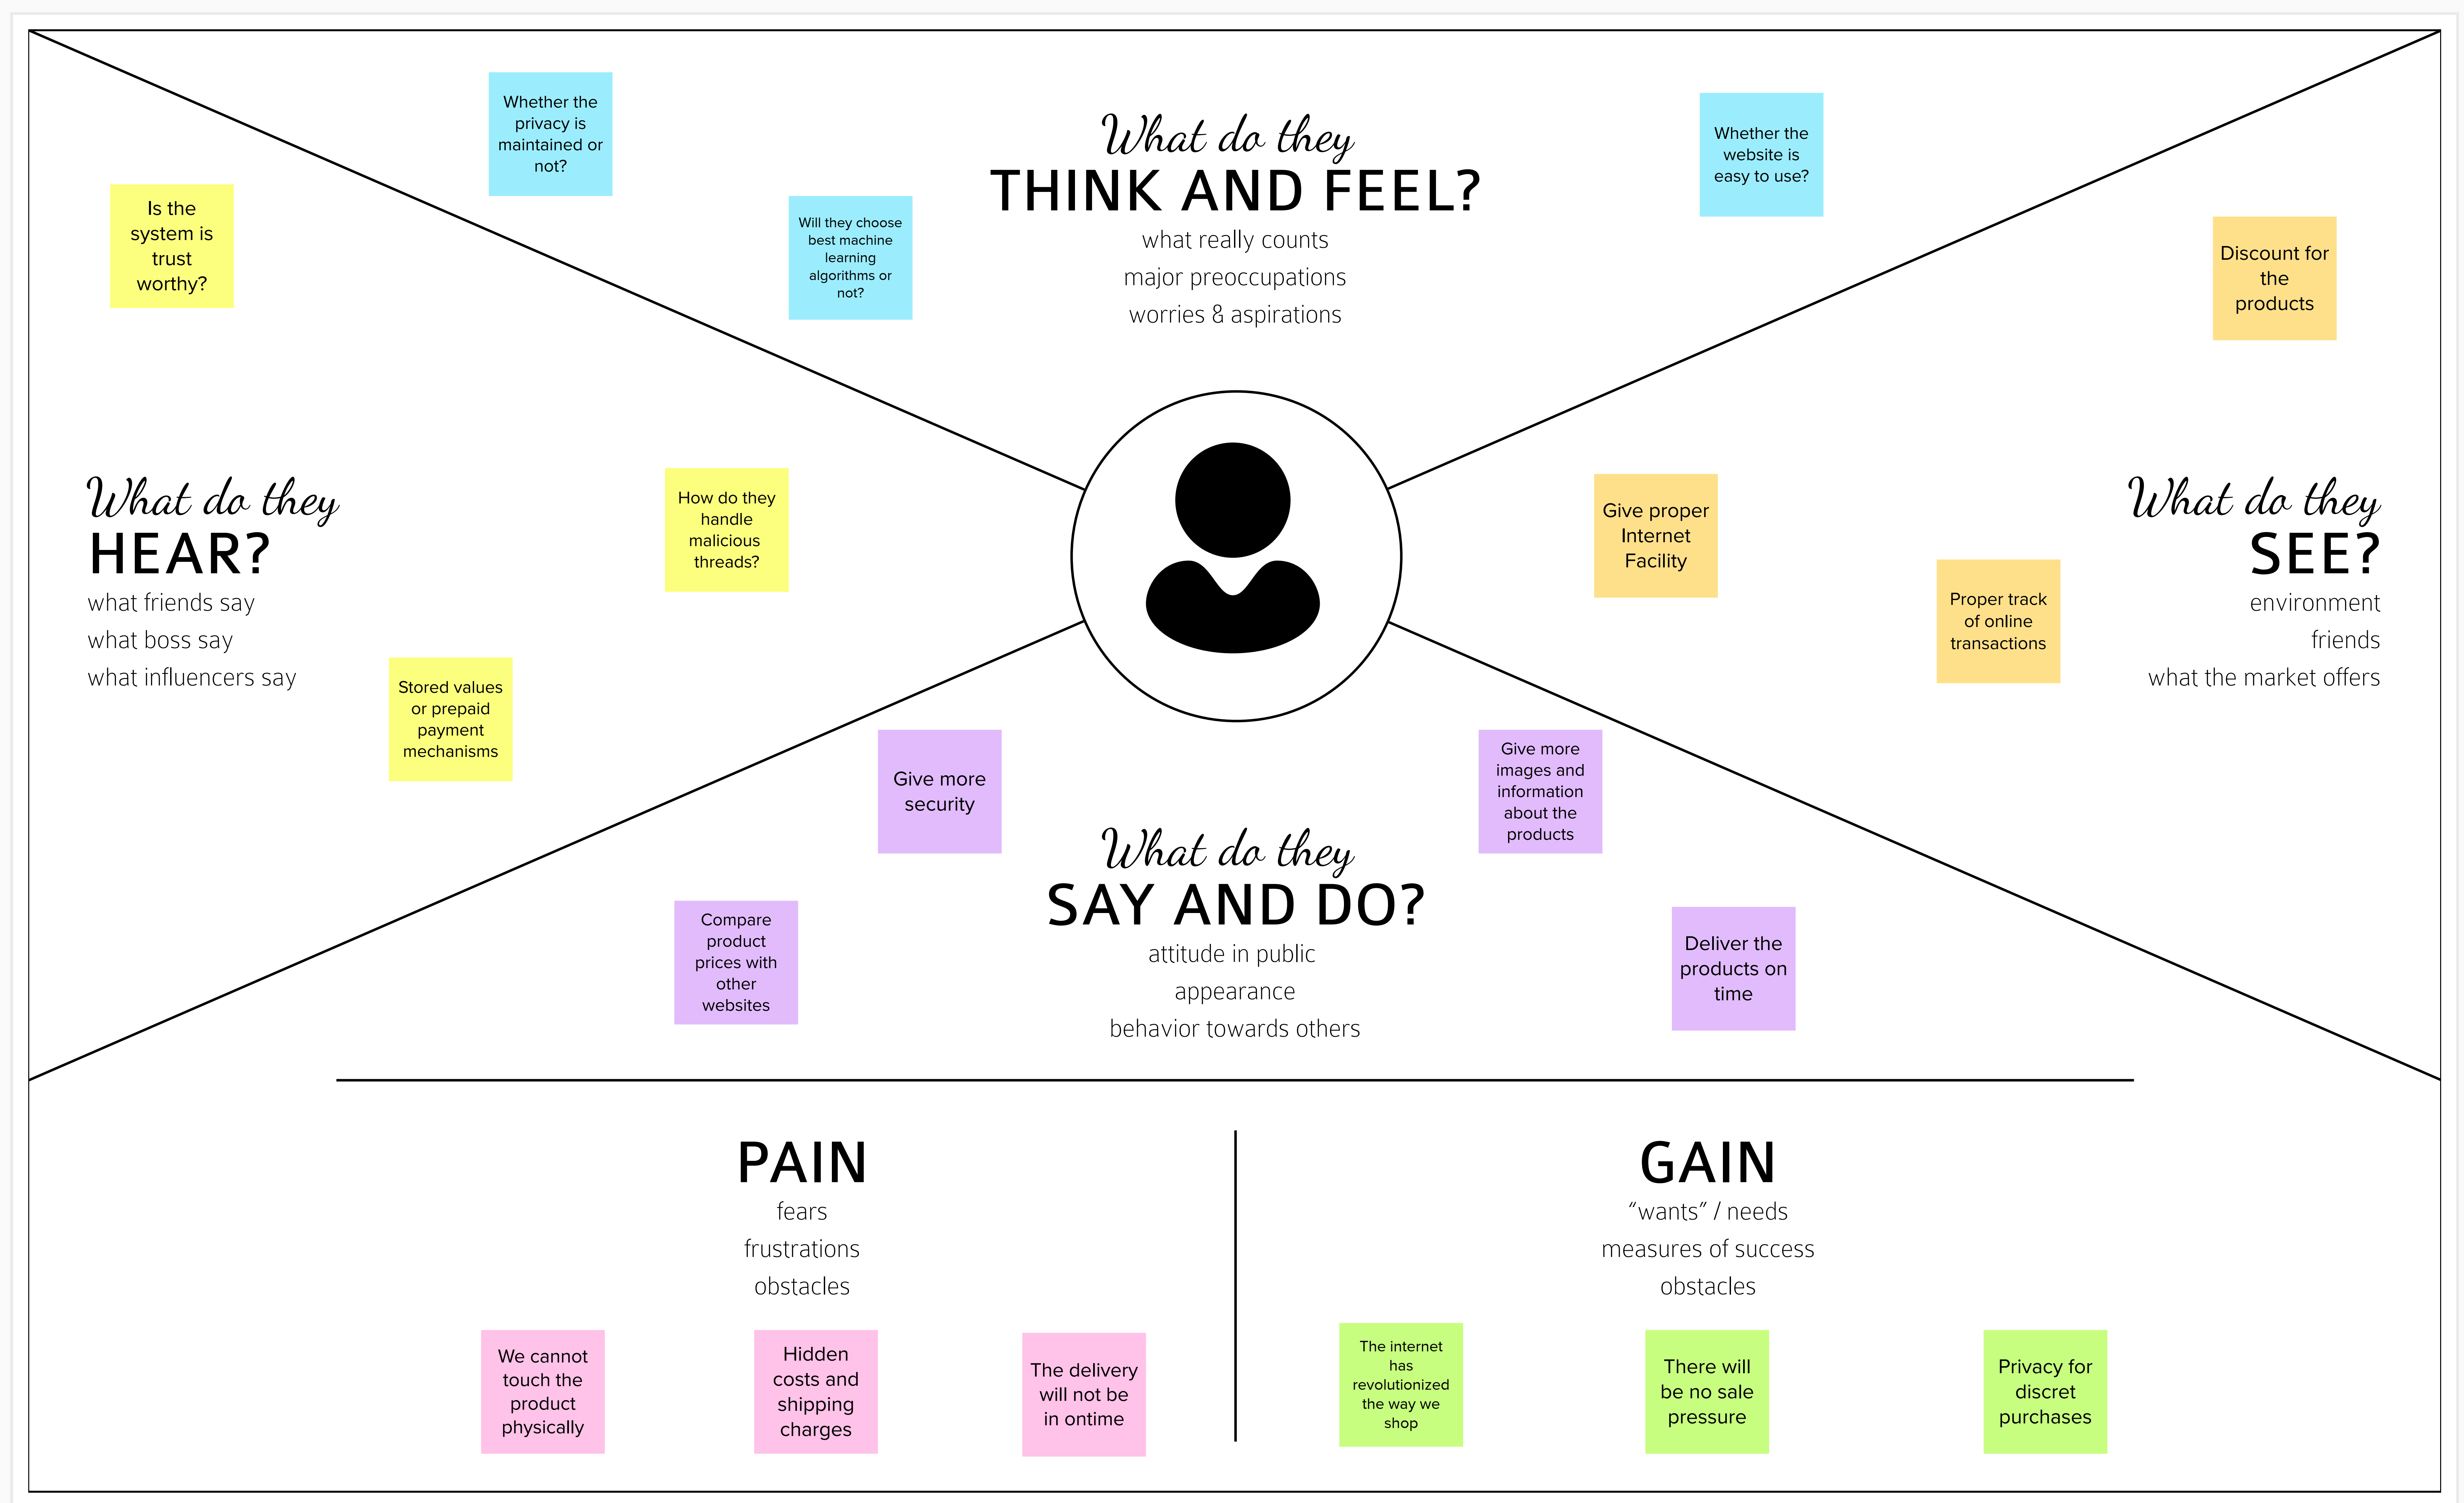 Whether the
privacy is
maintained or
not?
Will they choose
best machine
learning
algorithms or
not?
What do they
THINK AND FEEL?
what really counts
major preoccupations
worries & aspirations
Whether the
website is
easy to use?
Is the
system is
trust
worthy?
What do they
HEAR?
what friends say
what boss say
what influencers say
How do they
handle
malicious
threads?
Stored values
or prepaid
payment
mechanisms
Discount for
the
products
Give proper
Internet
Facility
Proper track
of online
transactions
What do they
SEE?
environment
friends
what the market offers
Give more
security
Compare
product
prices with
other
websites
What do they
SAY AND DO?
attitude in public
appearance
behavior towards others
Give more
images and
information
about the
products
Deliver the
products on
time
PAIN
fears
frustrations
obstacles
We cannot
touch the
product
physically
Hidden
costs and
shipping
charges
The delivery
will not be
in ontime
GAIN
“wants” / needs
measures of success
obstacles
The internet
has
revolutionized
the way we
shop
There will
be no sale
pressure
Privacy for
discret
purchases